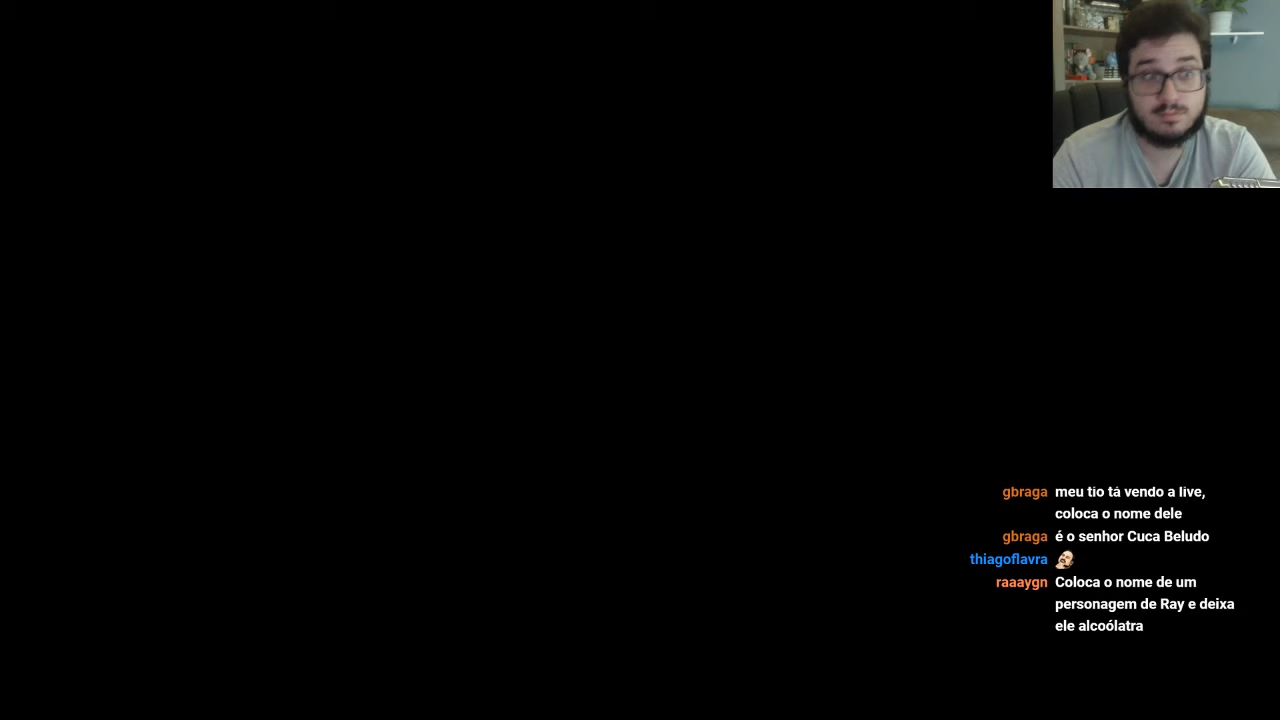 gbraga meu tio tá vendo a live,
coloca o nome dele
gbraga é o senhor Cuca Beludo
thiagoflavra
raaaygn Coloca o nome de um
personagem de Ray e deixa
ele alcoólatra